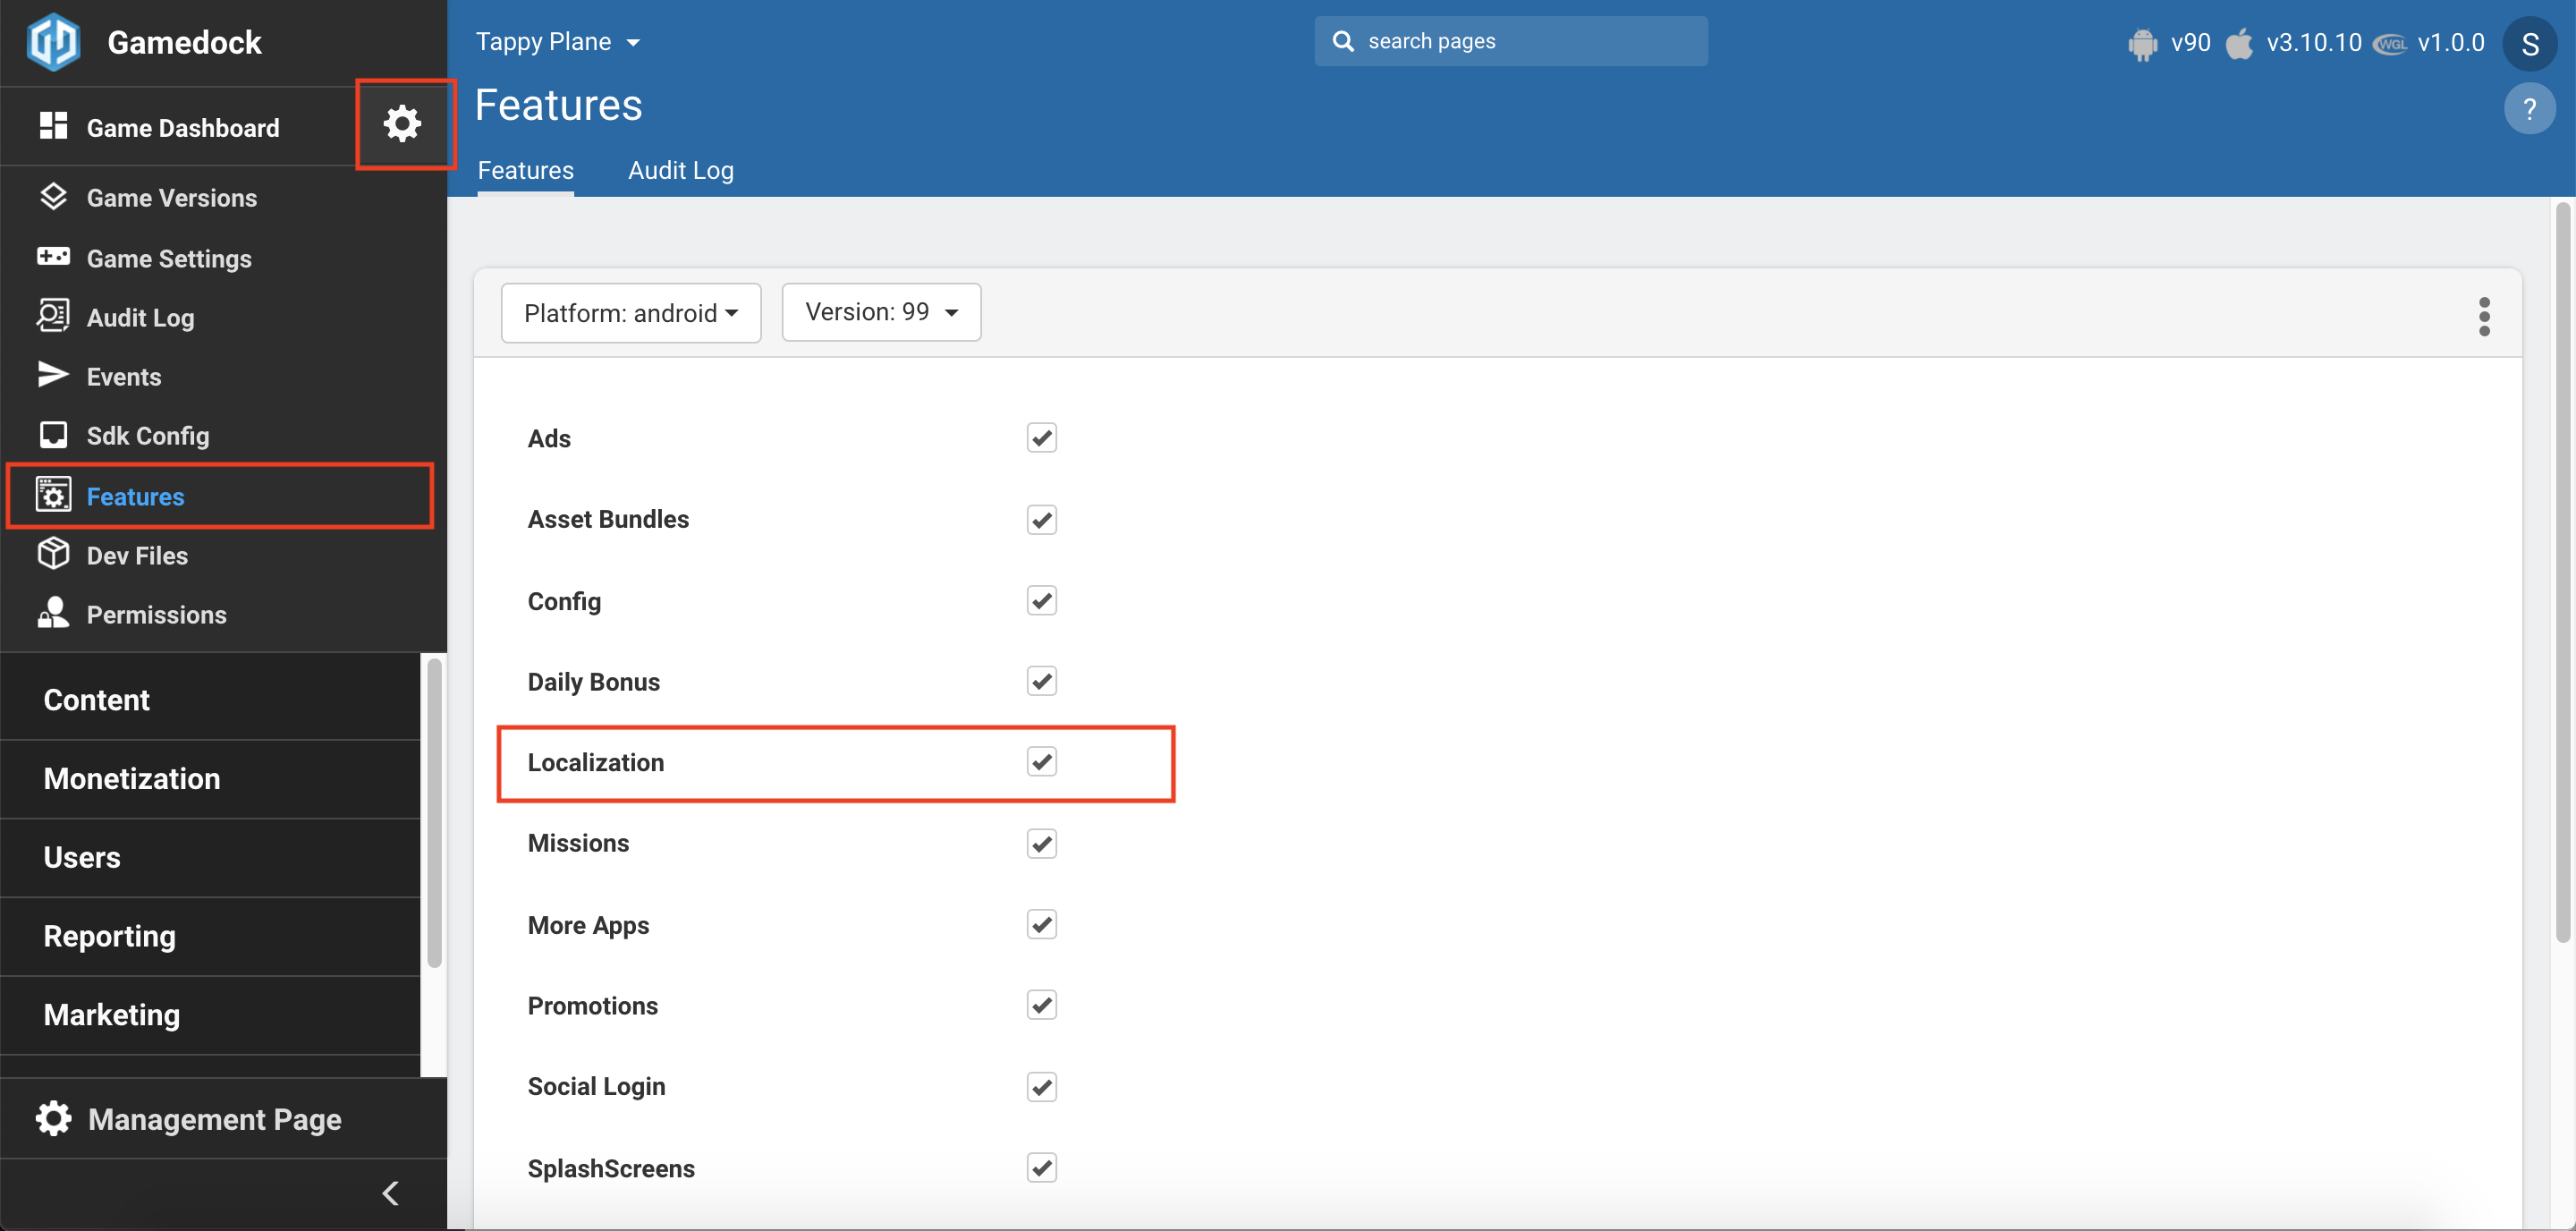 Gamedock
Game Dashboard
Game Versions
Game Settings
Audit Log
Events
Sdk Config
Features
Dev Files
Permissions
Content
Monetization
Users
Reporting
Marketing
Management Page
Tappy Plane
search pages
v90
v3.10.10
WGL
v1.0.0
S
Features
?
Features
Audit Log
Platform: android
Version: 99
Ads
Asset Bundles
Config
Daily Bonus
Localization
Missions
More Apps
Promotions
Social Login
SplashScreens